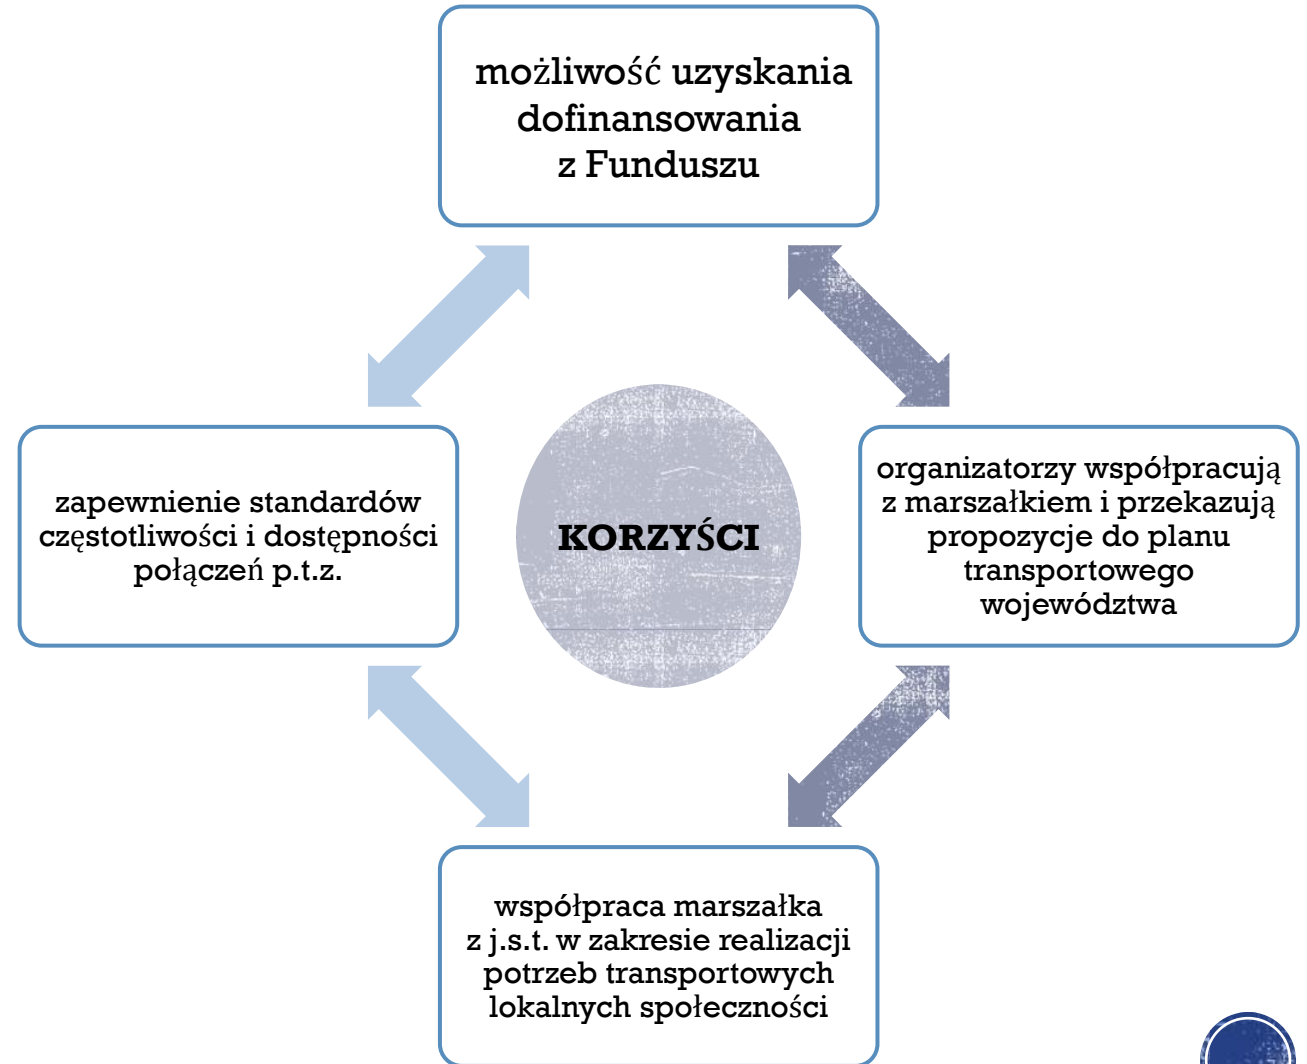 możliwość uzyskania
dofinansowania
z Funduszu
zapewnienie standardów
częstotliwości i dostępności
połączeń p.t.z.
KORZYŚCI
organizatorzy współpracują
z marszałkiem i przekazują
propozycje do planu
transportowego
województwa
współpraca marszałka
z j.s.t. w zakresie realizacji
potrzeb transportowych
lokalnych społeczności